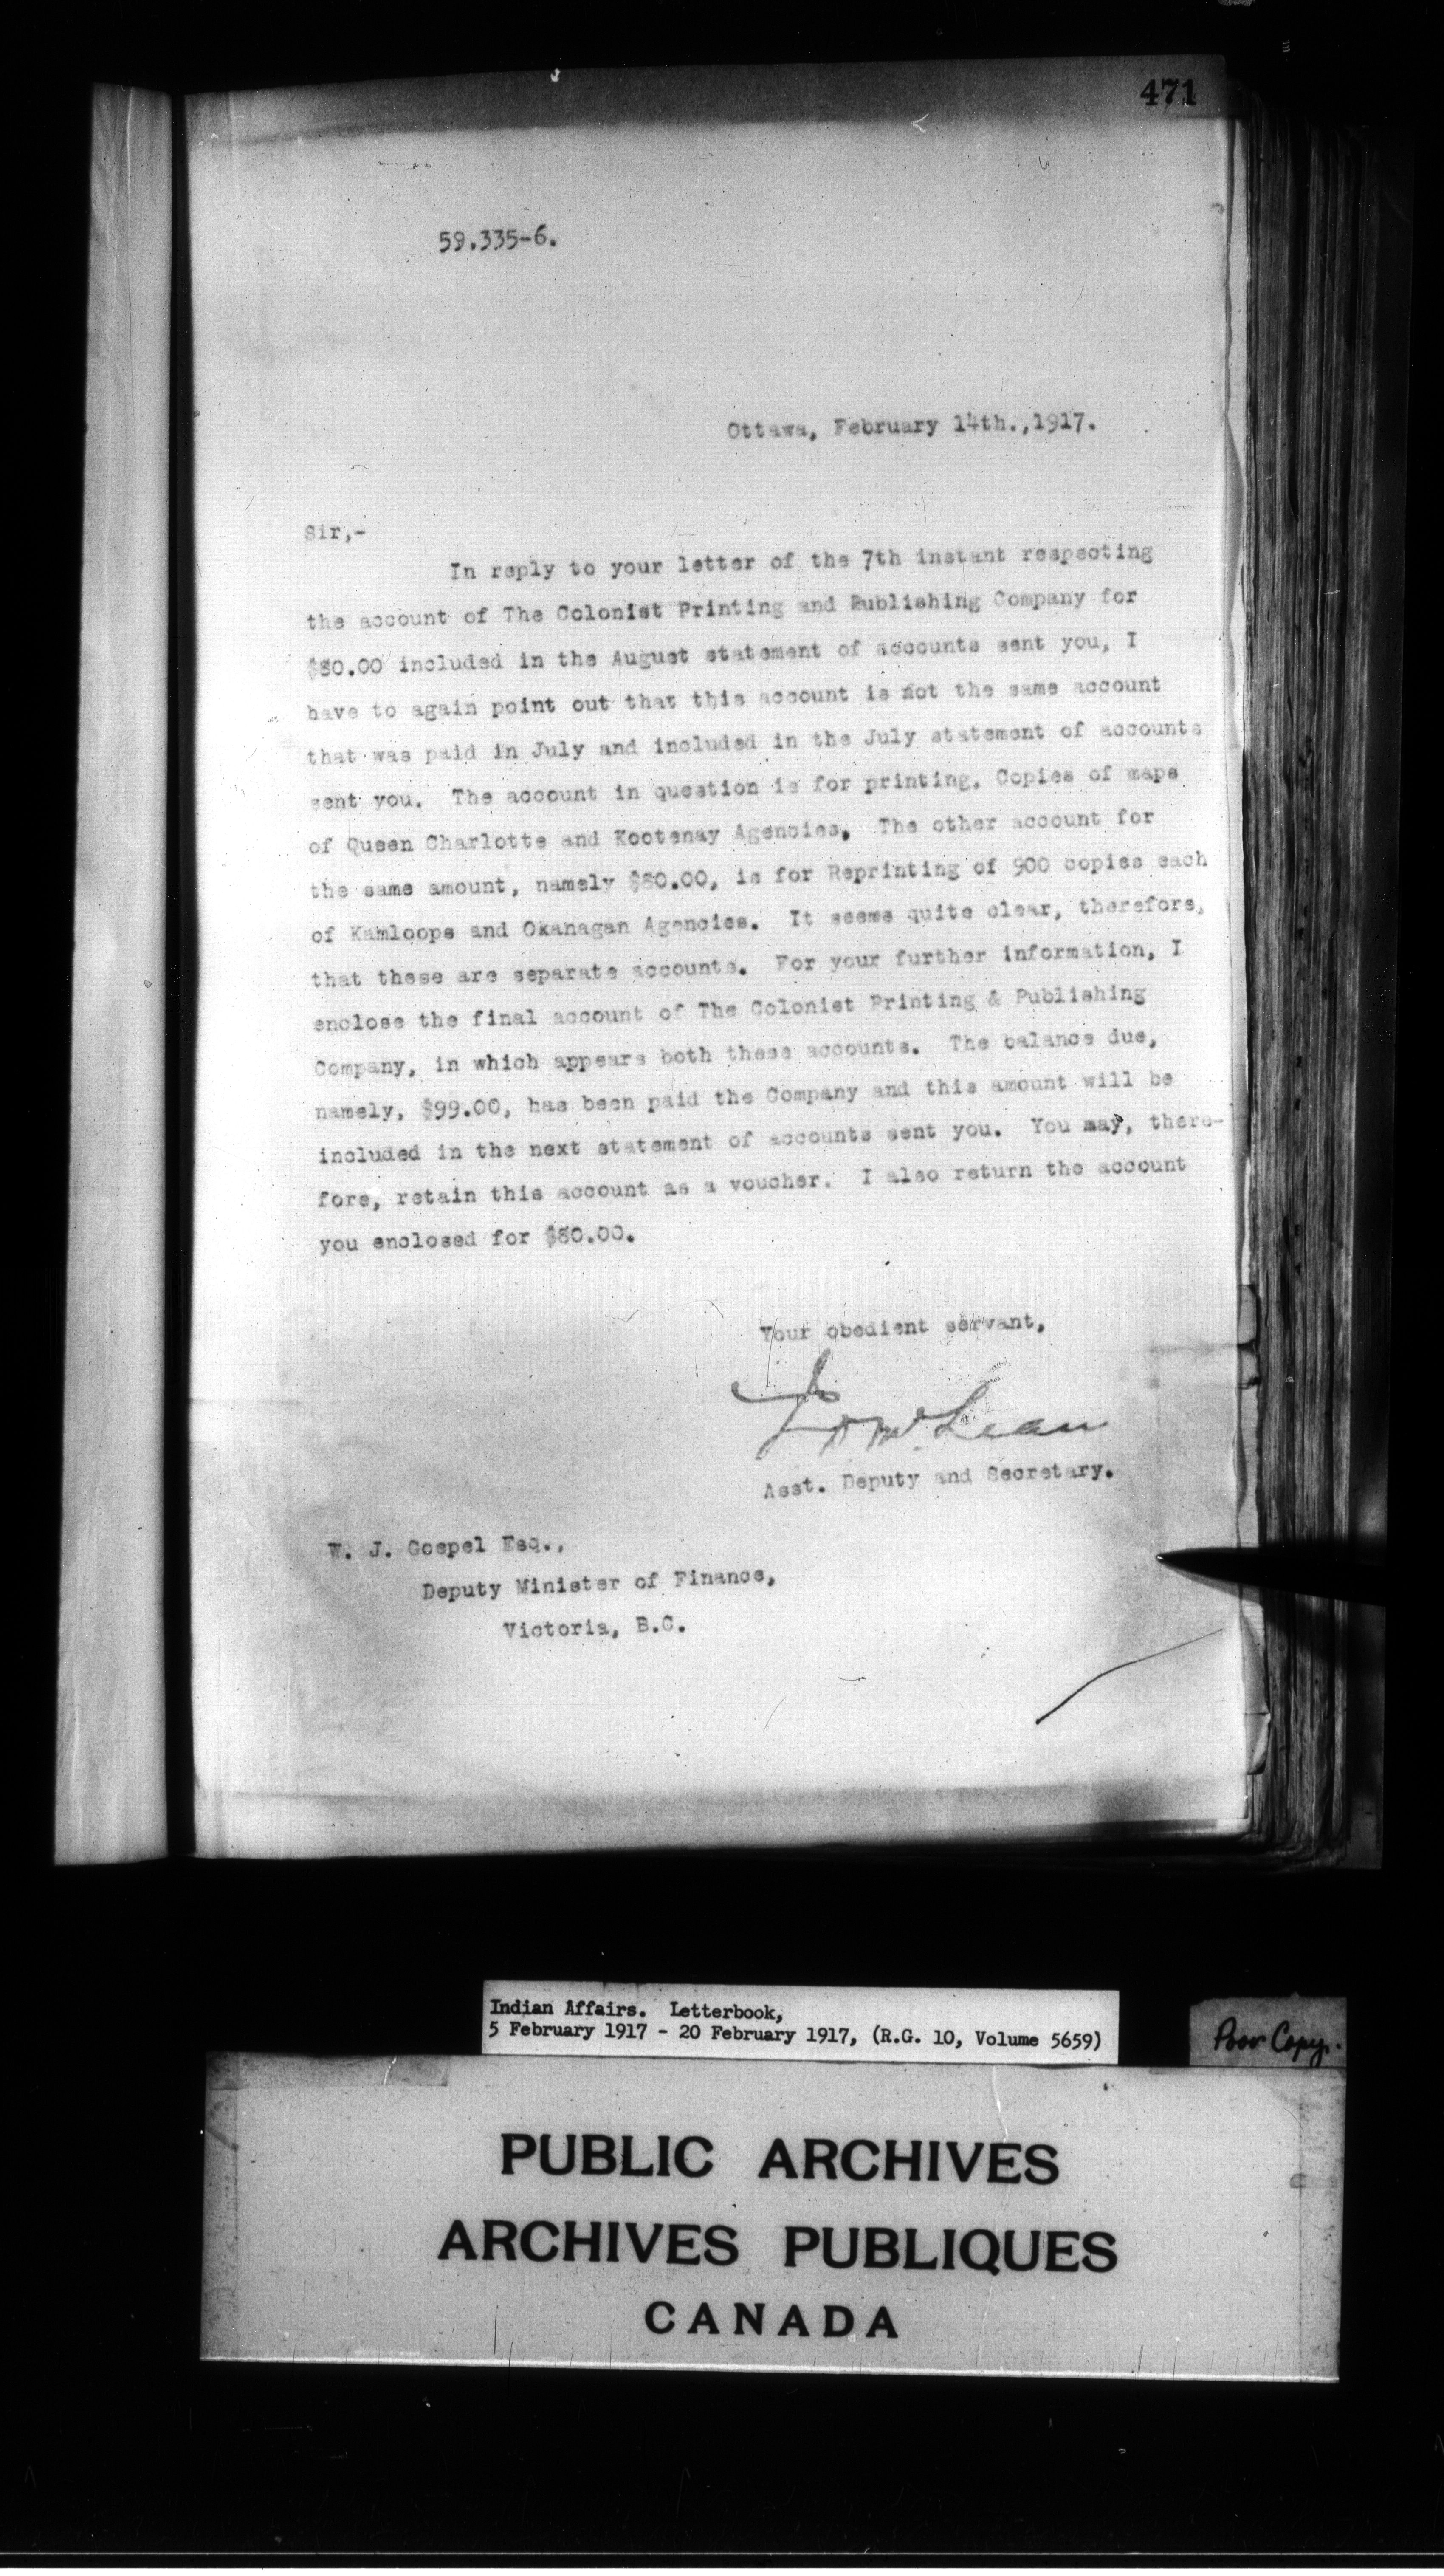 471
59.335-6.
Ottawa, February 14th.,1917.
Sir,-
In reply to your letter of the 7th instant respecting
the account of The Colonist Printing and Publishing Company for
$80.00 included in the August statement of accounts sent you, I
have to again point out that this account is not the same account
that was paid in July and included in the July statement of accounts
sent you. The account in question is for printing, Copies of maps
of Queen Charlotte and Kootenay Agencies. The other account for
the same amount, namely $80.00, is for Reprinting of 900 copies each
of Kamloops and Okanagan Agencies. It seems quite clear, therefore,
that these are separate accounts. For your further information, I
enclose the final account of The Colonist Printing & Publishing
Company, in which appears both these accounts. The balance due,
namely, $99.00, has been paid the Company and this amount will be
included in the next statement of accounts sent you. You may, there-
fore, retain this account as a voucher. I also return the account
you enclosed for $80.00.
Your obedient servant,
J D McLean
Asst. Deputy and Secretary.
W. J. Goepel Esq.,
Deputy Minister of Finance,
Victoria, B.C.
Indian Affairs. Letterbook,
5 February 1917 - 20 February 1917, (R.G. 10, Volume 5659)
Poor Copy.
PUBLIC ARCHIVES
ARCHIVES PUBLIQUES
CANADA